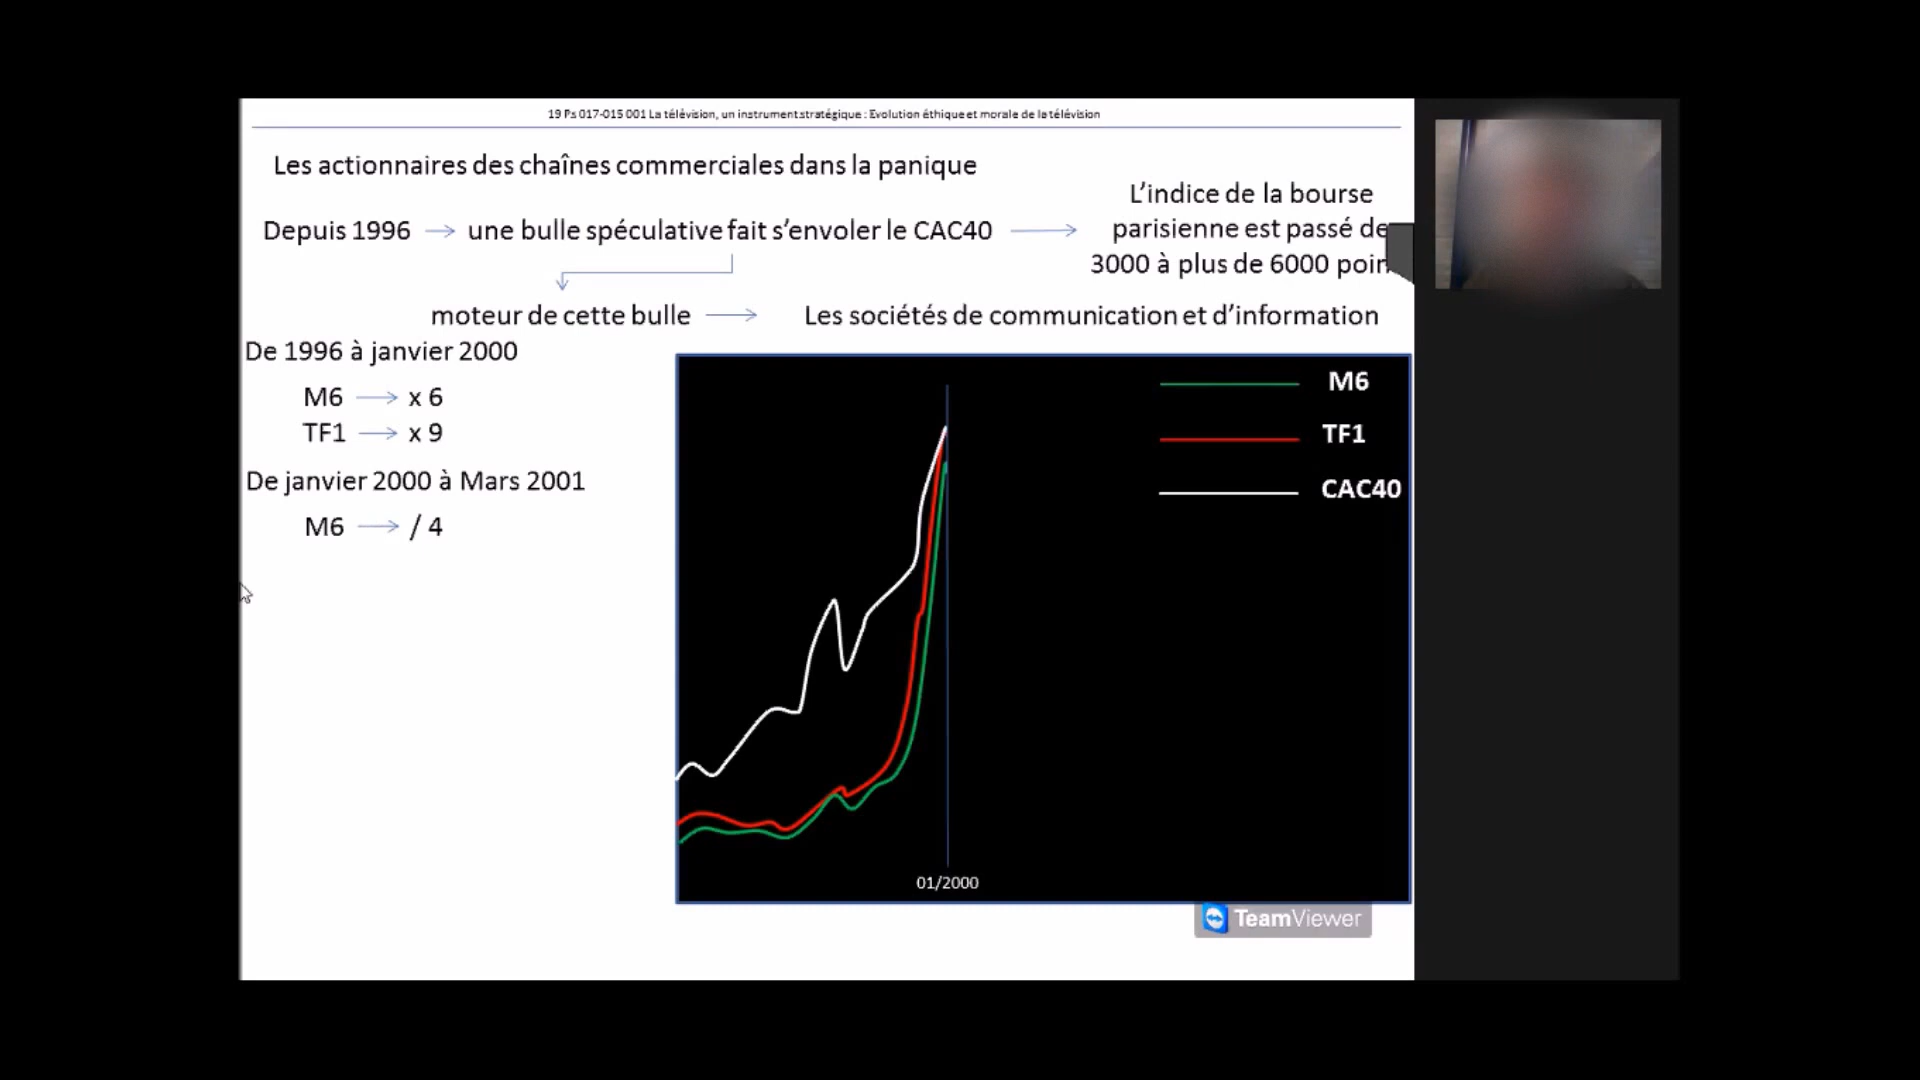 19 Ps 017-015 001 La télévision, un instrument stratégique : Evolution éthique et morale de la télévision
Les actionnaires des chaînes commerciales dans la panique
Depuis 1996 → une bulle spéculative fait s'envoler le CAC40 →
L'indice de la bourse
parisienne est passé de
3000 à plus de 6000
moteur de cette bulle → Les sociétés de communication et d'information
De 1996 à janvier 2000
M6 → x 6
TF1 → x 9
De janvier 2000 à Mars 2001
M6 → / 4
M6
TF1
CAC40
01/2000
TeamViewer